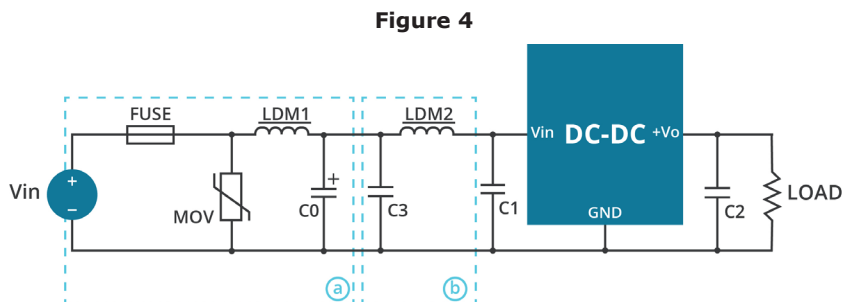 Figure 4
FUSE
LDM1
LDM2
Vin
DC-DC
+Vo
Vin
+
–
MOV
C0
+
C3
C1
GND
C2
LOAD
a
b